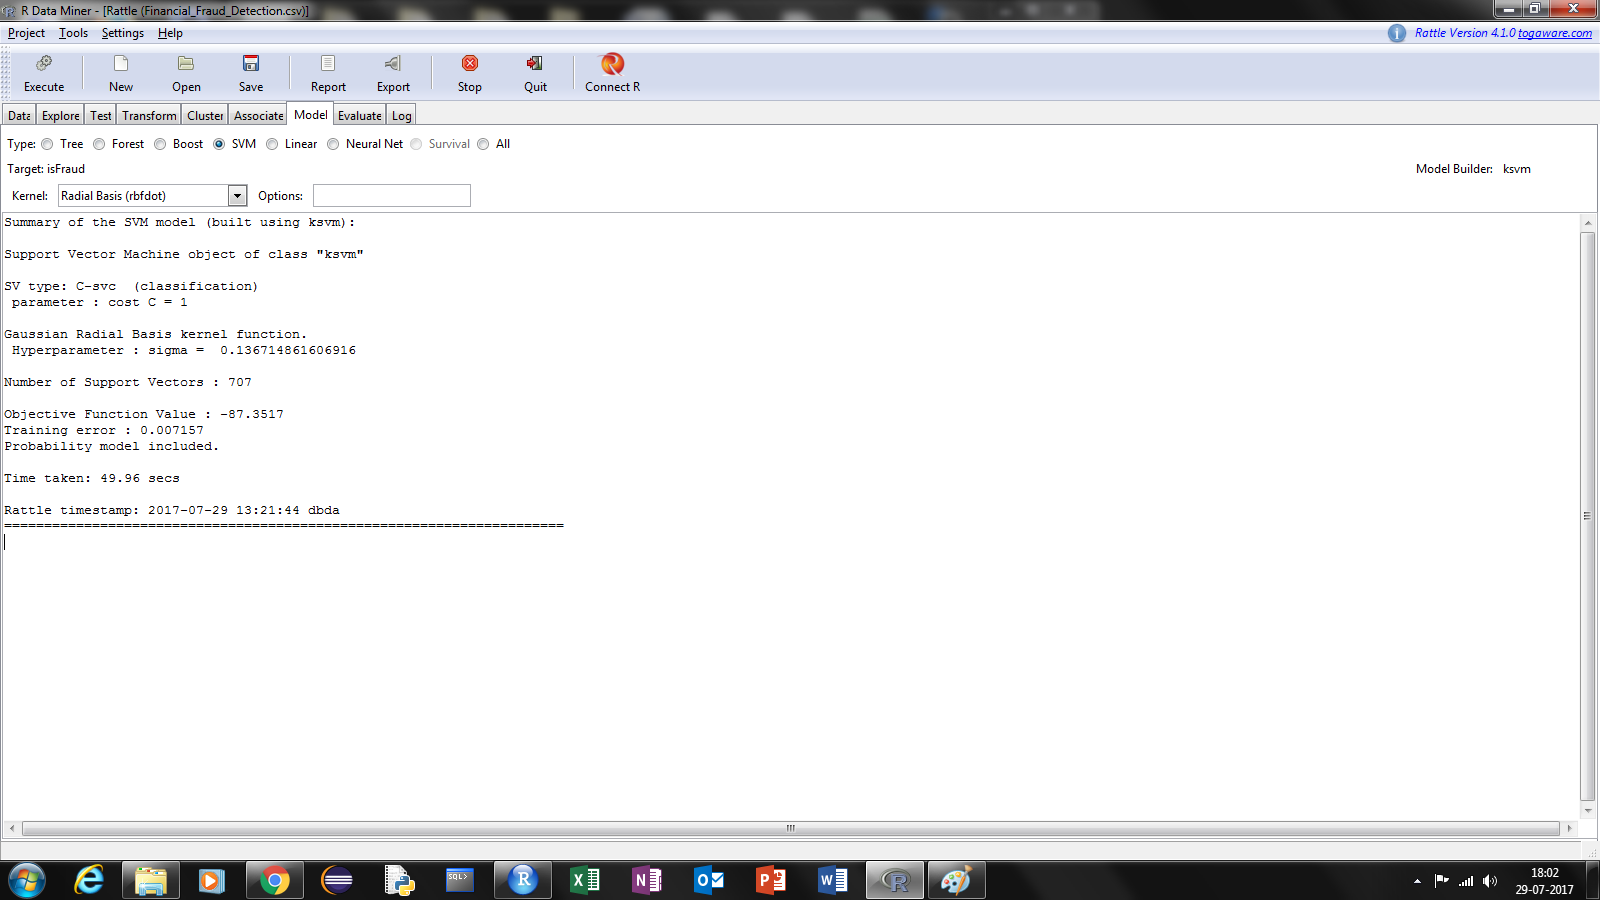 R Data Miner - [Rattle (Financial_Fraud_Detection.csv)]
Project Tools Settings Help
Rattle Version 4.1.0 togaware.com
Execute New Open Save Report Export Stop Quit Connect R
Data Explore Test Transform Cluster Associate Model Evaluate Log
Type: Tree Forest Boost SVM Linear Neural Net Survival All
Target: isFraud
Model Builder: ksvm
Kernel: Radial Basis (rbfdot) Options:
Summary of the SVM model (built using ksvm):
Support Vector Machine object of class "ksvm"
SV type: C-svc  (classification)
parameter : cost C = 1
Gaussian Radial Basis kernel function.
Hyperparameter : sigma =  0.136714861606916
Number of Support Vectors : 707
Objective Function Value : -87.3517
Training error : 0.007157
Probability model included.
Time taken: 49.96 secs
Rattle timestamp: 2017-07-29 13:21:44 dbda
======================================================================
SQL>
18:02
29-07-2017